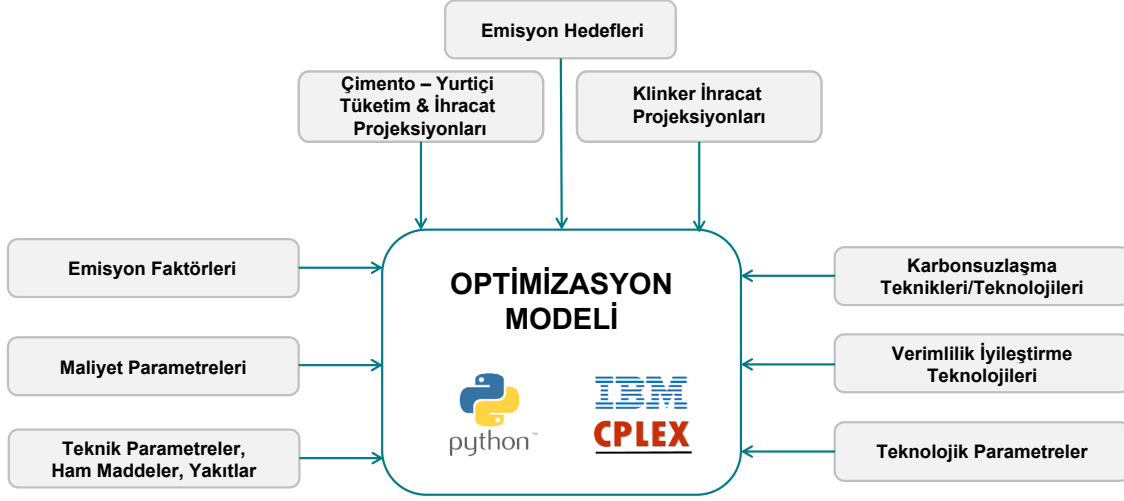 Emisyon Hedefleri
Çimento – Yurtiçi
Tüketim & İhracat
Projeksiyonları
Klinker İhracat
Projeksiyonları
Emisyon Faktörleri
Maliyet Parametreleri
Teknik Parametreler,
Ham Maddeler, Yakıtlar
OPTİMİZASYON
MODELİ
python™
IBM
CPLEX
Karbonsuzlaşma
Teknikleri/Teknolojileri
Verimlilik İyileştirme
Teknolojileri
Teknolojik Parametreler